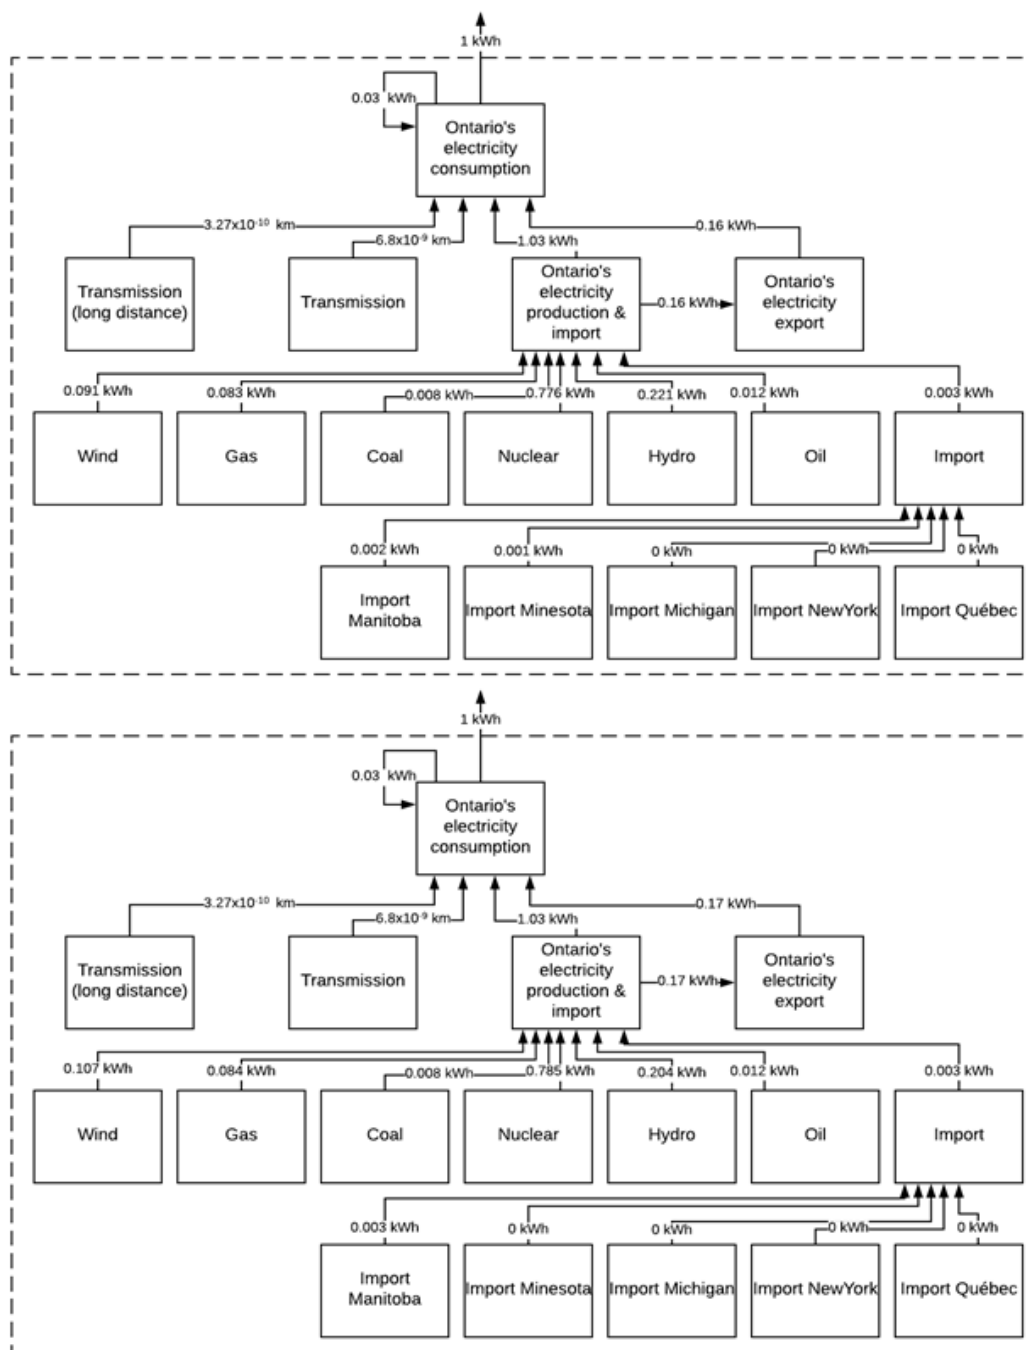 1 kWh
0.03 kWh
Ontario's
electricity
consumption
3.27x10⁻¹⁰ km
6.8x10⁻⁹ km
1.03 kWh
0.16 kWh
Transmission
(long distance)
Transmission
Ontario's
electricity
production &
import
0.16 kWh
Ontario's
electricity
export
0.091 kWh
0.083 kWh
0.008 kWh
0.776 kWh
0.221 kWh
0.012 kWh
0.003 kWh
Wind
Gas
Coal
Nuclear
Hydro
Oil
Import
0.002 kWh
0.001 kWh
0 kWh
0 kWh
0 kWh
Import
Manitoba
Import Minesota
Import Michigan
Import NewYork
Import Québec
1 kWh
0.03 kWh
Ontario's
electricity
consumption
3.27x10⁻¹⁰ km
6.8x10⁻⁹ km
1.03 kWh
0.17 kWh
Transmission
(long distance)
Transmission
Ontario's
electricity
production &
import
0.17 kWh
Ontario's
electricity
export
0.107 kWh
0.084 kWh
0.008 kWh
0.785 kWh
0.204 kWh
0.012 kWh
0.003 kWh
Wind
Gas
Coal
Nuclear
Hydro
Oil
Import
0.003 kWh
0 kWh
0 kWh
0 kWh
0 kWh
Import
Manitoba
Import Minesota
Import Michigan
Import NewYork
Import Québec